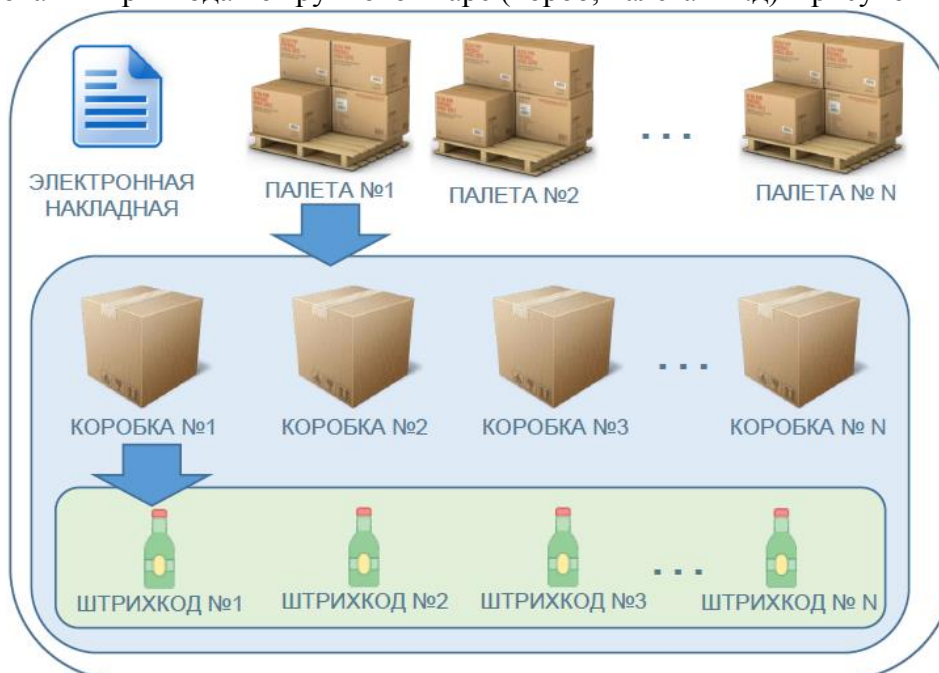 ЭЛЕКТРОННАЯ
НАКЛАДНАЯ
ПАЛЕТА №1
ПАЛЕТА №2
...
ПАЛЕТА № N
КОРОБКА №1
КОРОБКА №2
КОРОБКА №3
...
КОРОБКА № N
ШТРИХКОД №1
ШТРИХКОД №2
ШТРИХКОД №3
...
ШТРИХКОД № N